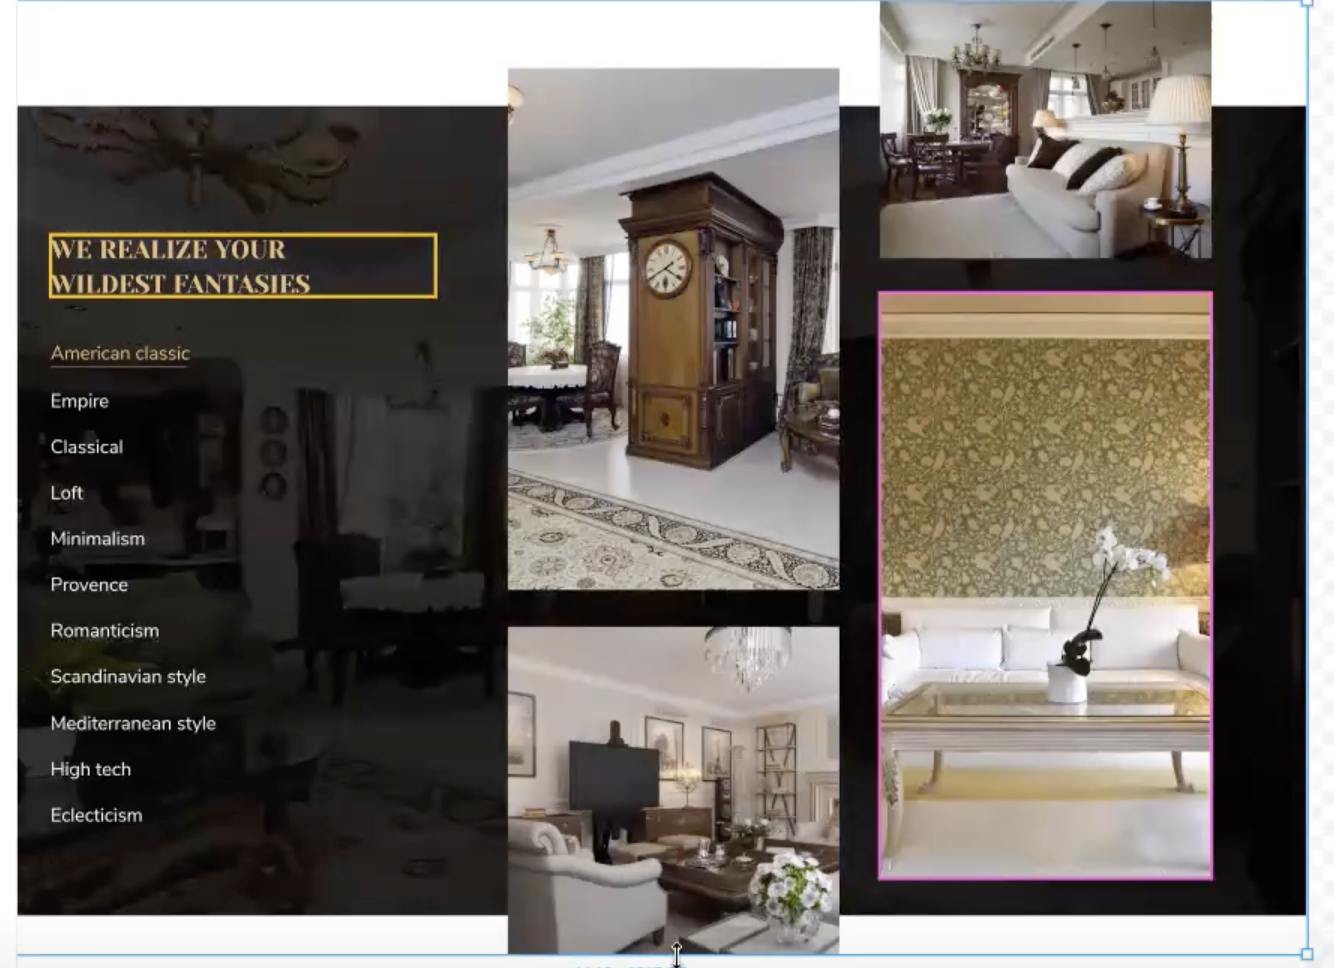 WE REALIZE YOUR
WILDEST FANTASIES
American classic
Empire
Classical
Loft
Minimalism
Provence
Romanticism
Scandinavian style
Mediterranean style
High tech
Eclecticism